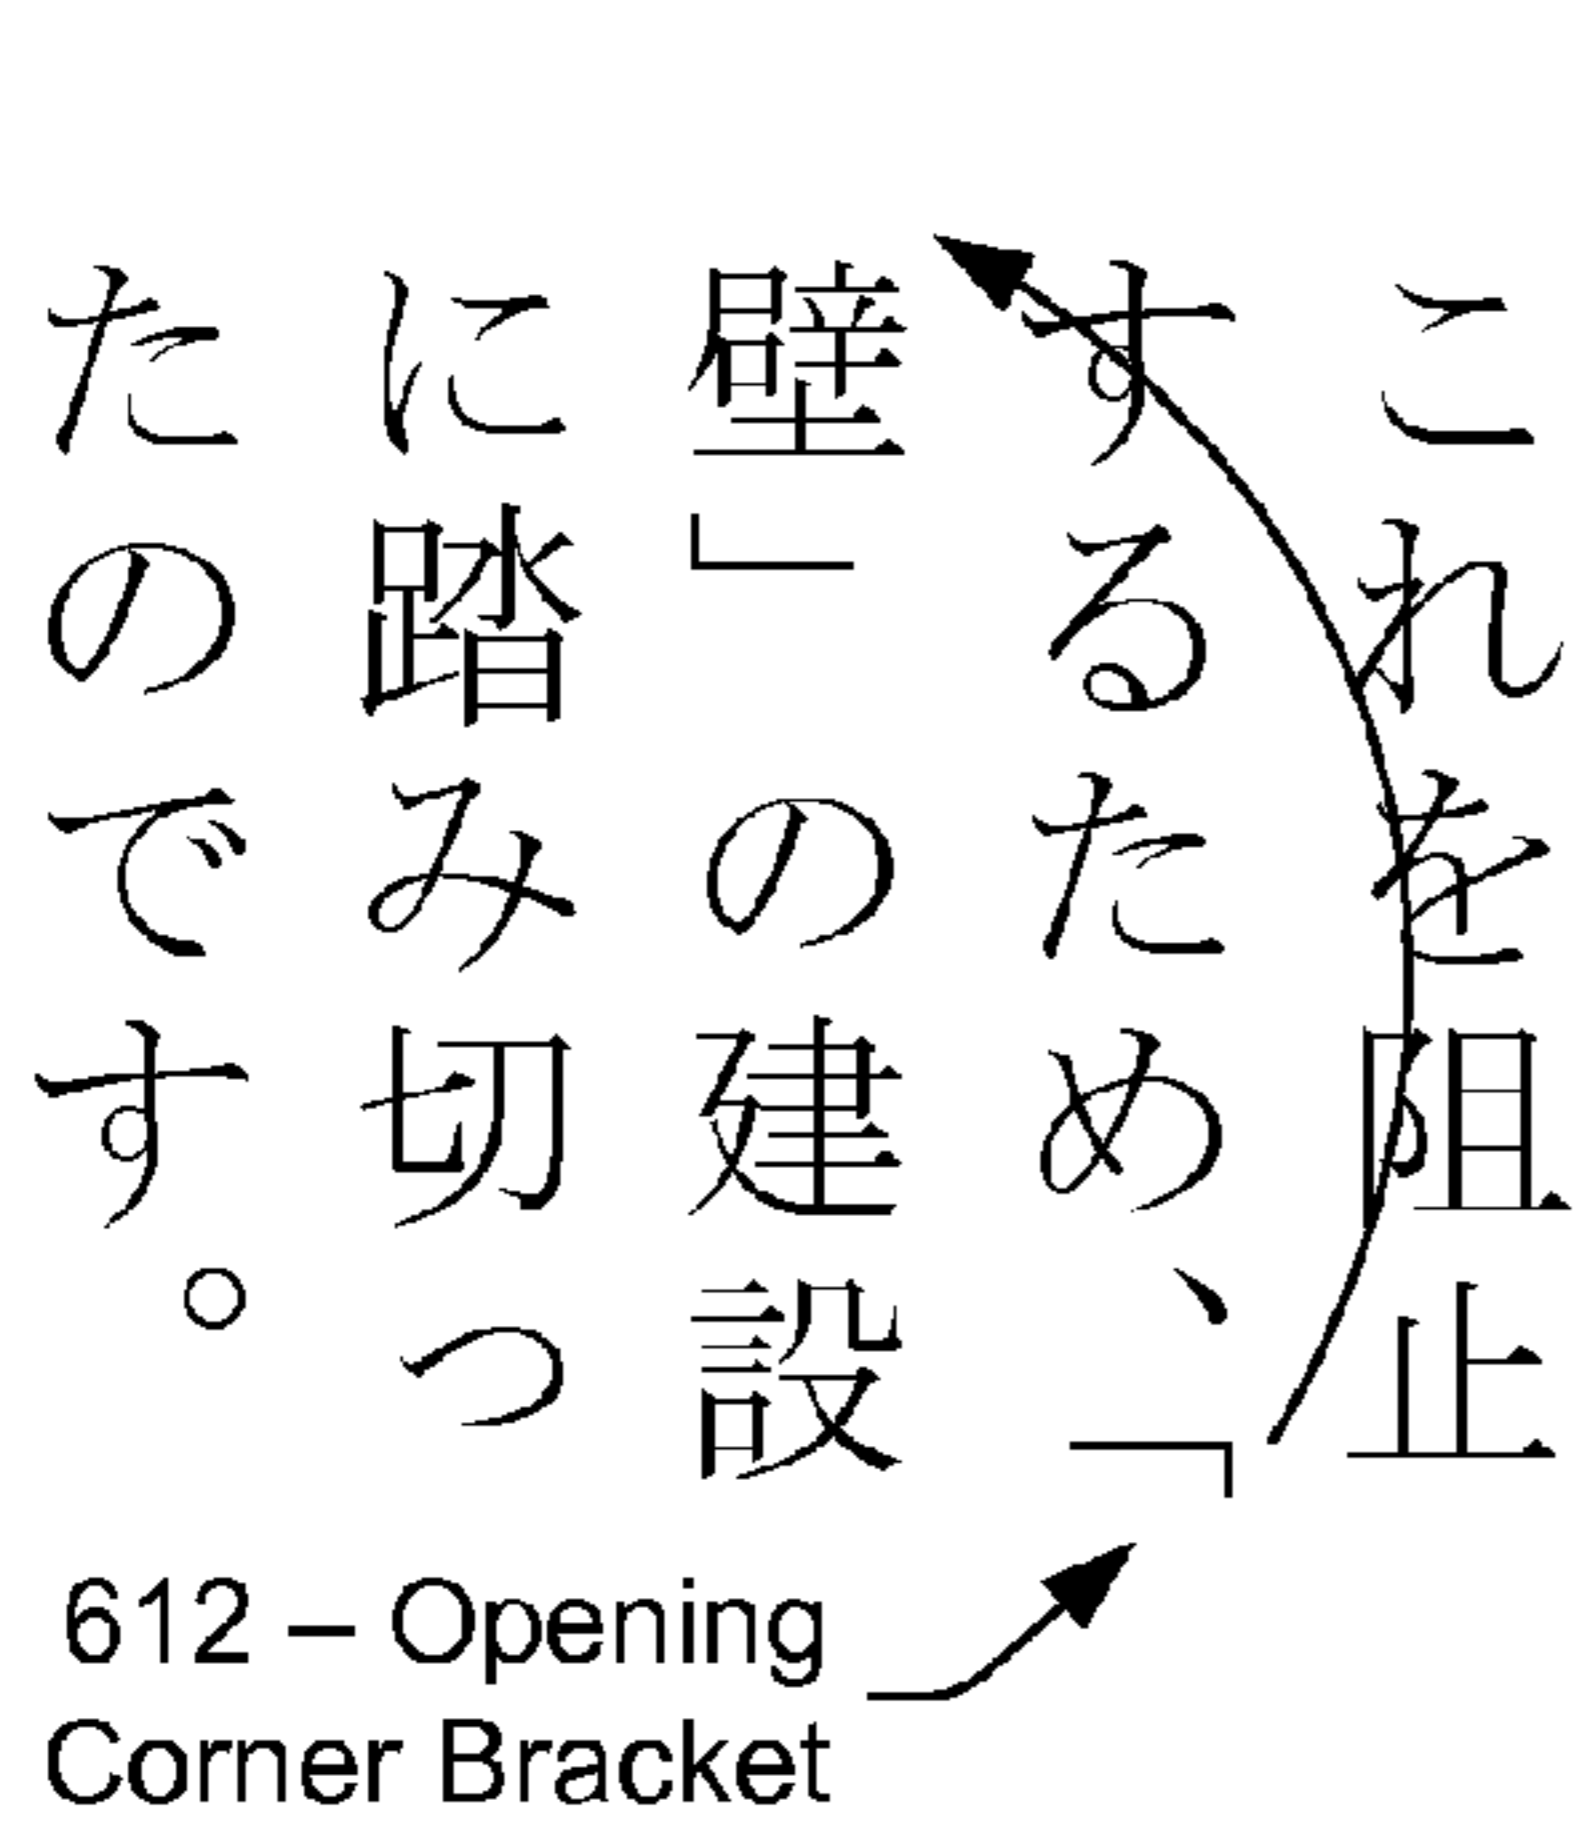 これを阻止
するため、「
壁」の建設
に踏み切っ
たのです。
612 – Opening
Corner Bracket